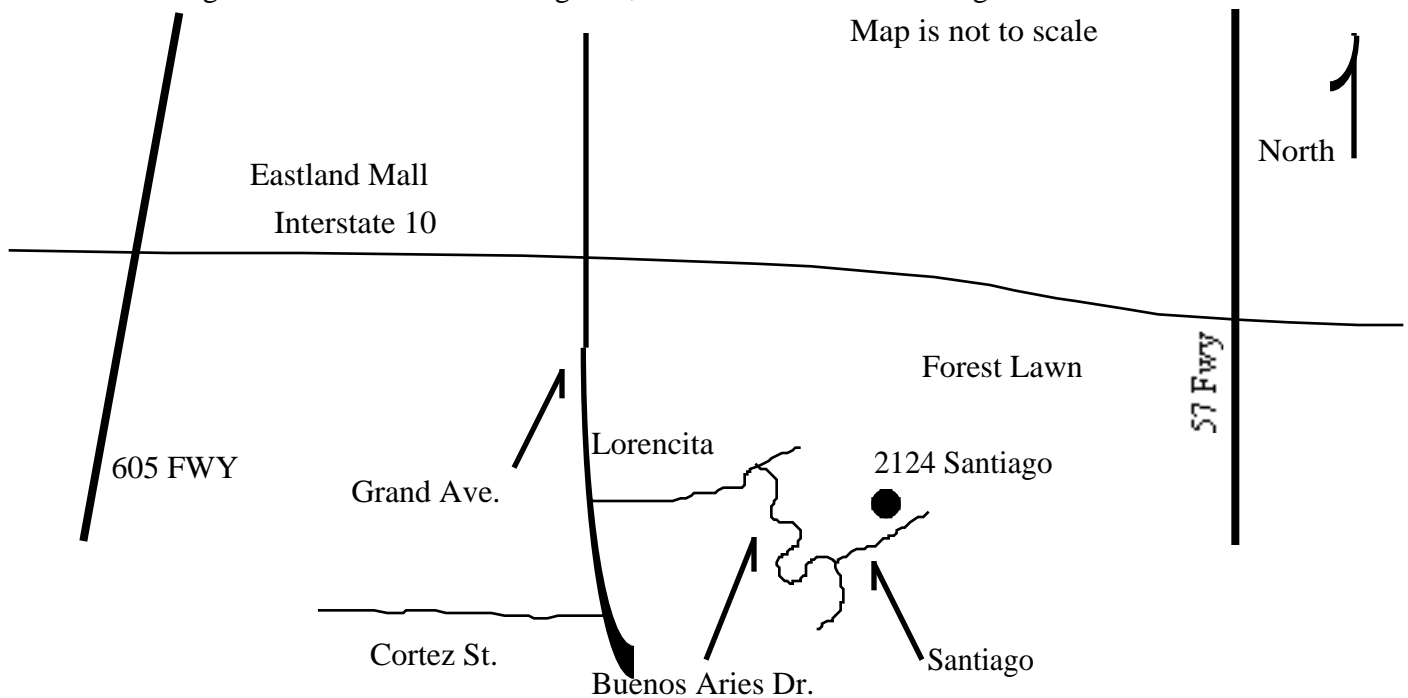 Map is not to scale
North
Eastland Mall
Interstate 10
57 Fwy
Forest Lawn
Lorencita
605 FWY
2124 Santiago
Grand Ave.
Cortez St.
Santiago
Buenos Aries Dr.